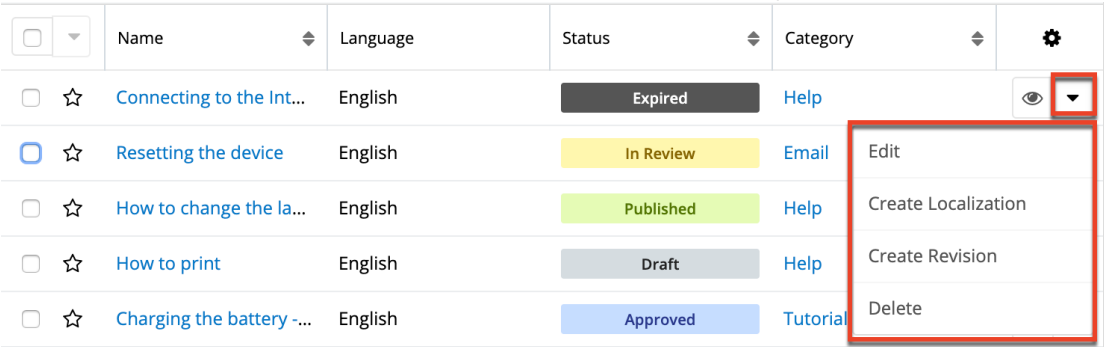 Name Language Status Category
Connecting to the Int... English Expired Help
Resetting the device English In Review Email Edit
How to change the la... English Published Help Create Localization
How to print English Draft Help Create Revision
Charging the battery -... English Approved Tutorial Delete